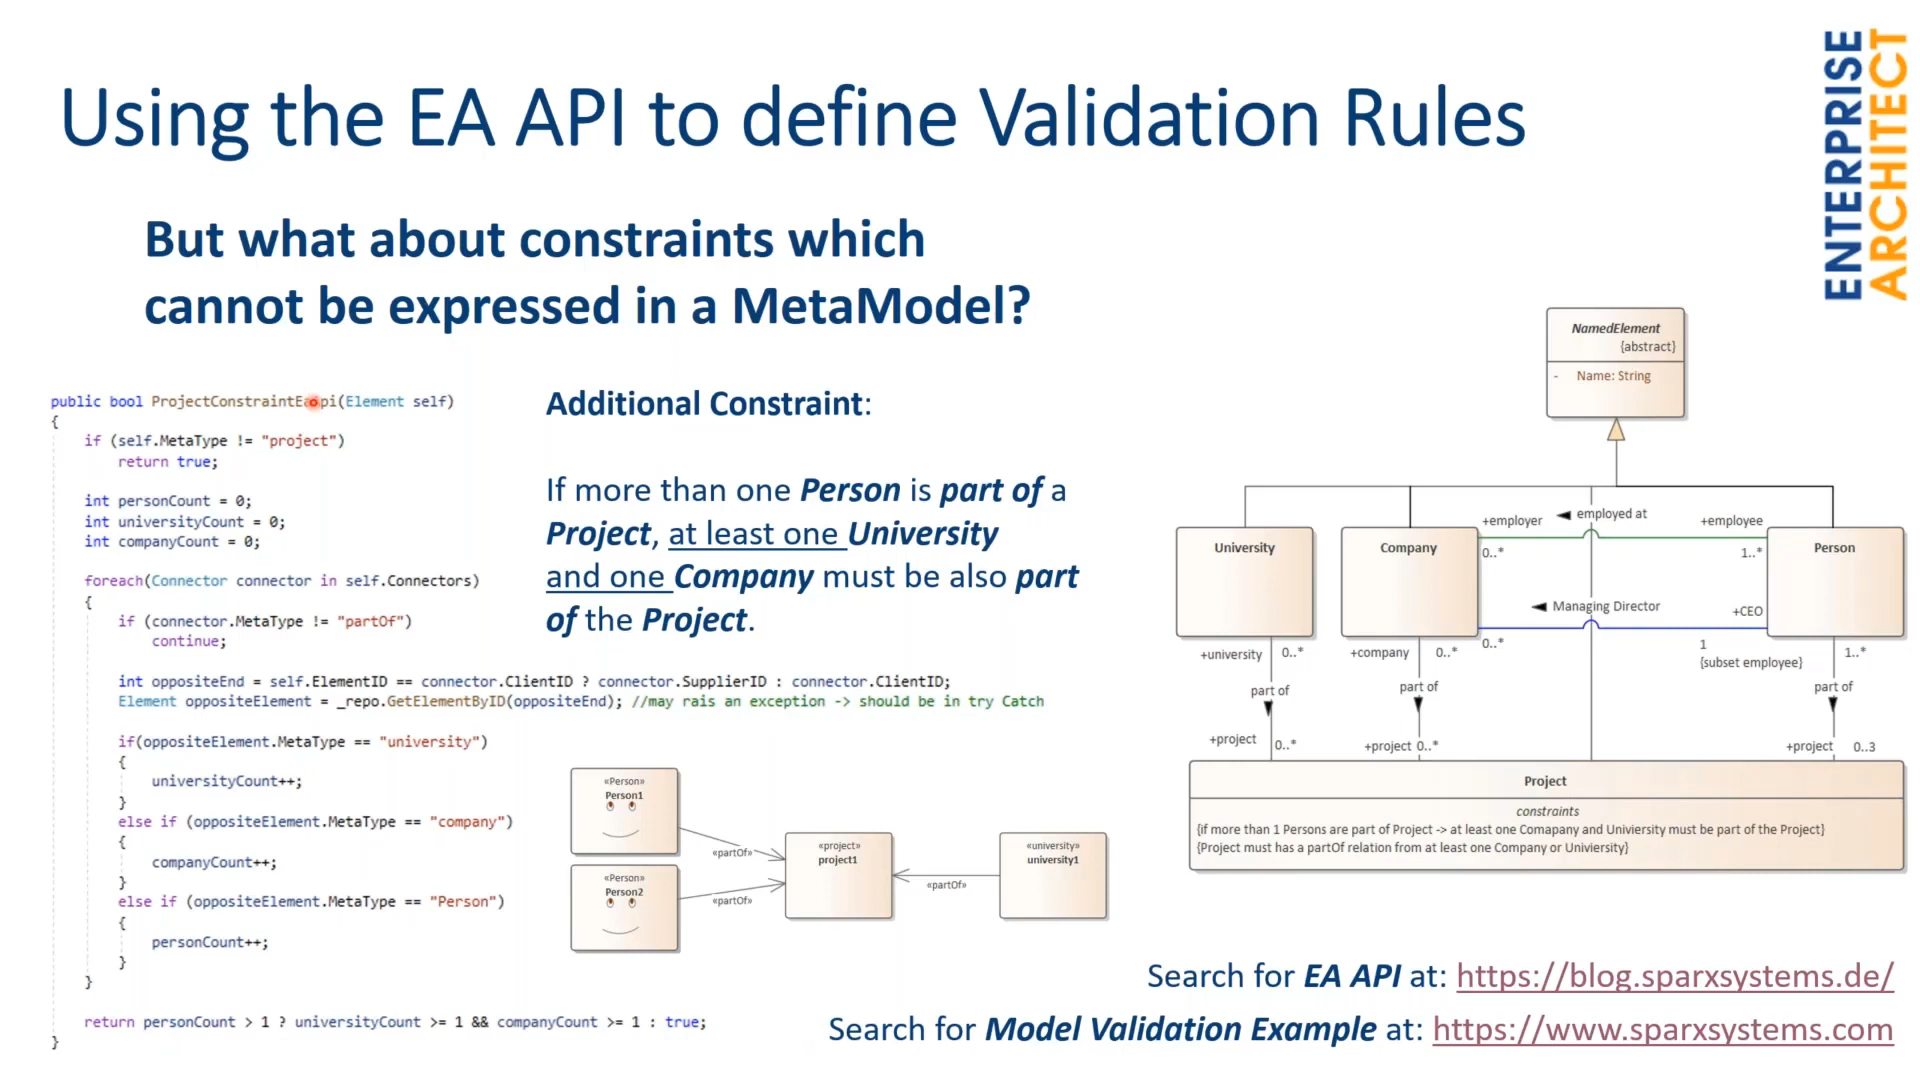 Using the EA API to define Validation Rules
ENTERPRISE
ARCHITECT
But what about constraints which
cannot be expressed in a MetaModel?
public bool ProjectConstraintEaApi(Element self)
{
if (self.MetaType != "project")
return true;
int personCount = 0;
int universityCount = 0;
int companyCount = 0;
foreach(Connector connector in self.Connectors)
{
if (connector.MetaType != "partOf")
continue;
int oppositeEnd = self.ElementID == connector.ClientID ? connector.SupplierID : connector.ClientID;
Element oppositeElement = _repo.GetElementByID(oppositeEnd); //may rais an exception -> should be in try Catch
if(oppositeElement.MetaType == "university")
{
universityCount++;
}
else if (oppositeElement.MetaType == "company")
{
companyCount++;
}
else if (oppositeElement.MetaType == "Person")
{
personCount++;
}
}
return personCount > 1 ? universityCount >= 1 && companyCount >= 1 : true;
}
Additional Constraint:
If more than one Person is part of a
Project, at least one University
and one Company must be also part
of the Project.
«Person»
Person1
«partOf»
«Person»
Person2
«partOf»
«project»
project1
«partOf»
«university»
university1
NamedElement
{abstract}
- Name: String
University
Company
Person
+employer
employed at
+employee
0..*
1..*
Managing Director
+CEO
0..*
1
{subset employee}
+university 0..*
+company 0..*
1..*
part of
part of
part of
+project 0..*
+project 0..*
+project 0..3
Project
constraints
{if more than 1 Persons are part of Project -> at least one Comapany and Univiersity must be part of the Project}
{Project must has a partOf relation from at least one Company or Univiersity}
Search for EA API at: https://blog.sparxsystems.de/
Search for Model Validation Example at: https://www.sparxsystems.com